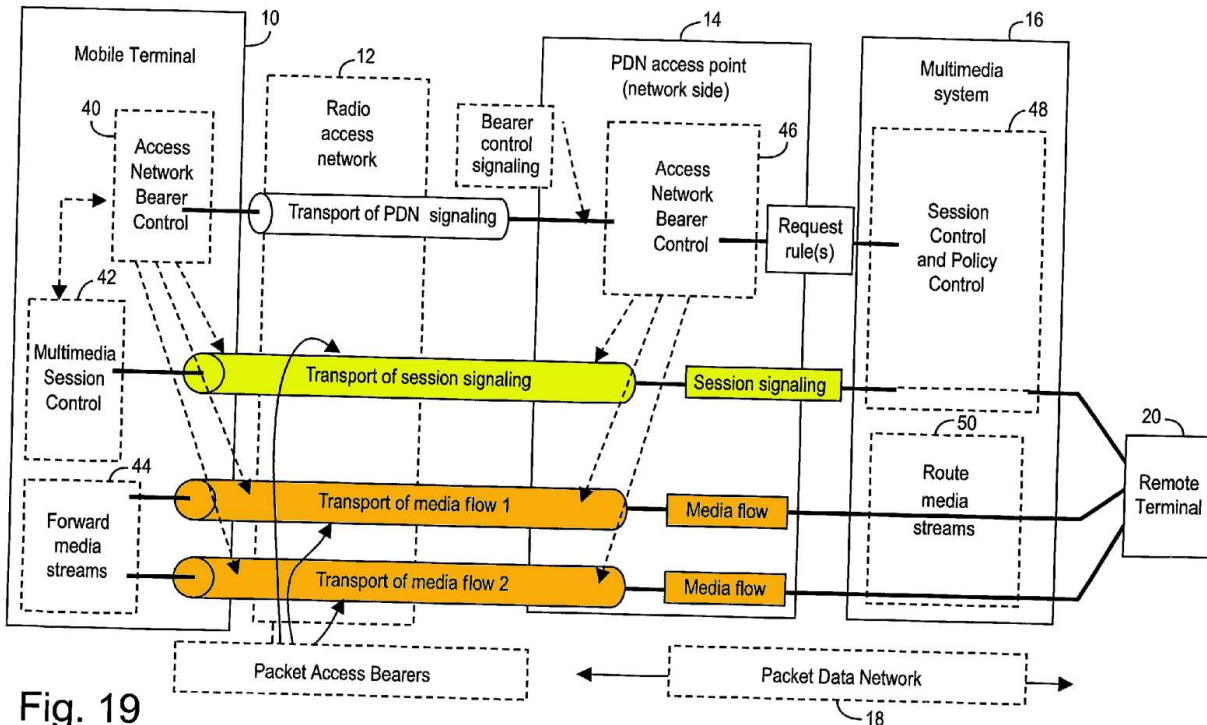 10
14
16
Mobile Terminal
12
PDN access point
(network side)
Multimedia
system
40
Radio
access
network
48
Access
Network
Bearer
Control
Bearer
control
signaling
46
Access
Network
Bearer
Control
Transport of PDN signaling
Request
rule(s)
Session
Control
and Policy
Control
42
Multimedia
Session
Control
Transport of session signaling
Session signaling
20
50
44
Remote
Terminal
Forward
media
streams
Transport of media flow 1
Media flow
Route
media
streams
Transport of media flow 2
Media flow
Packet Access Bearers
Packet Data Network
18
Fig. 19